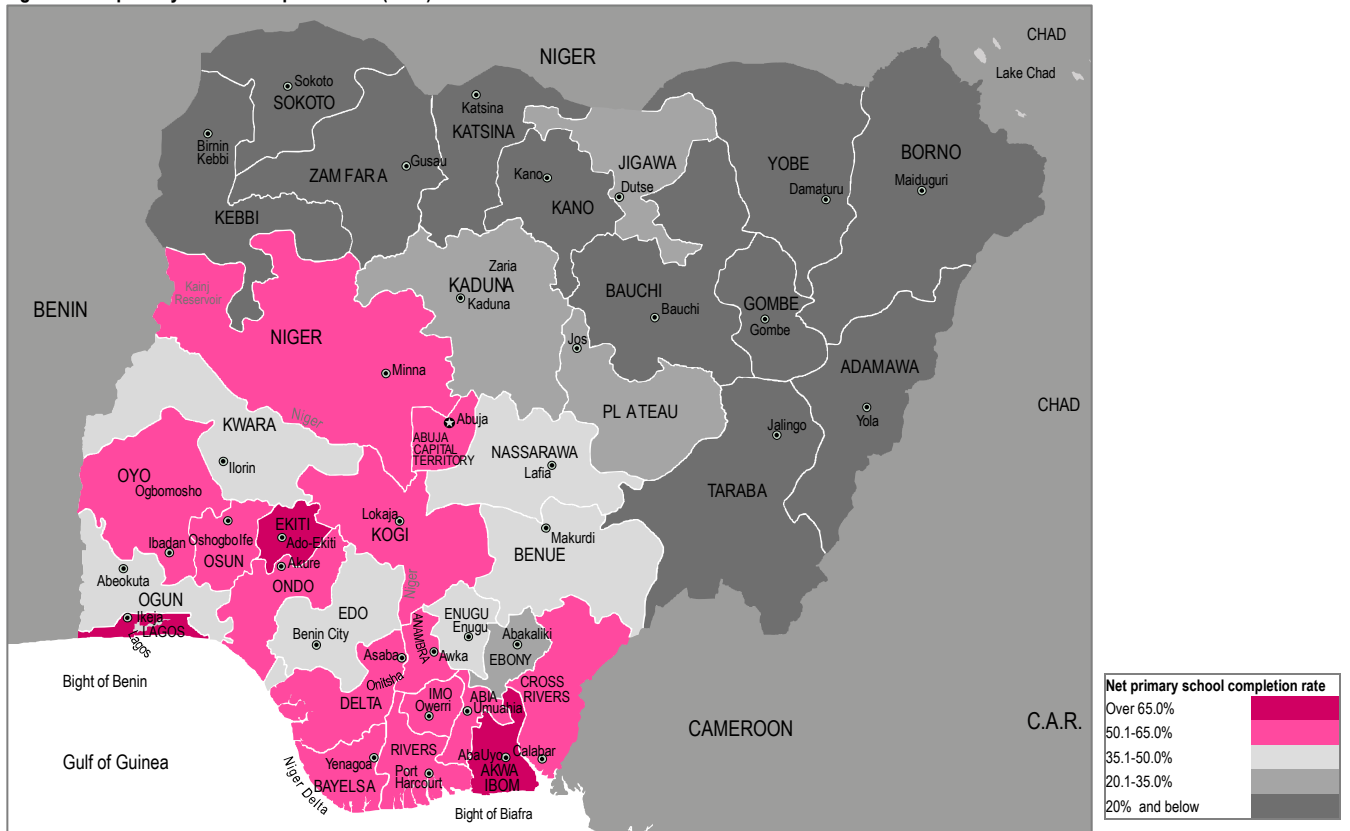 CHAD
NIGER
Lake Chad
Sokoto
SOKOTO
Katsina
KATSINA
Birnin
Kebbi
Gusau
ZAMFARA
Kano
KANO
JIGAWA
Dutse
YOBE
Damaturu
BORNO
Maiduguri
KEBBI
Zaria
KADUNA
Kaduna
BAUCHI
Bauchi
GOMBE
Gombe
Kainj
Reservoir
BENIN
NIGER
Jos
Minna
ADAMAWA
Yola
CHAD
PLATEAU
Niger
Abuja
ABUJA
CAPITAL
TERRITORY
KWARA
Ilorin
NASSARAWA
Lafia
Jalingo
TARABA
OYO
Ogbomosho
Lokaja
KOGI
EKITI
Ado-Ekiti
Oshogbo
Ife
OSUN
Ibadan
Akure
ONDO
Makurdi
BENUE
Abeokuta
OGUN
Niger
Ikeja
LAGOS
Lagos
EDO
Benin City
ENUGU
Enugu
Abakaliki
EBONY
ANAMBRA
Awka
Asaba
Onitsha
CROSS
RIVERS
Bight of Benin
DELTA
IMO
Owerri
ABIA
Umuahia
CAMEROON
C.A.R.
Gulf of Guinea
Yenagoa
BAYELSA
RIVERS
Port
Harcourt
Aba
Uyo
AKWA
IBOM
Calabar
Niger Delta
Bight of Biafra
Net primary school completion rate
Over 65.0%
50.1-65.0%
35.1-50.0%
20.1-35.0%
20% and below